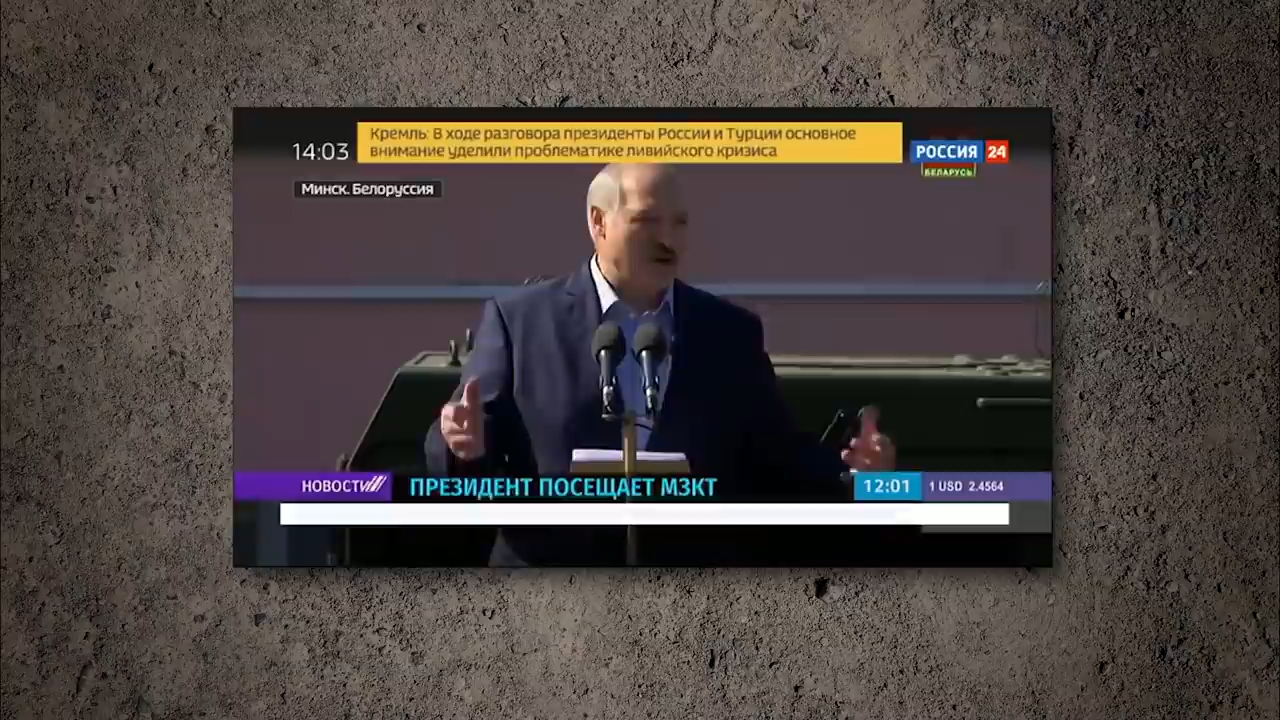 14:03
Кремль: В ходе разговора президенты России и Турции основное
внимание уделили проблематике ливийского кризиса
РОССИЯ 24
БЕЛАРУСЬ
Минск. Белоруссия
НОВОСТИ
ПРЕЗИДЕНТ ПОСЕЩАЕТ МЗКТ
12:01
1 USD 2.4564